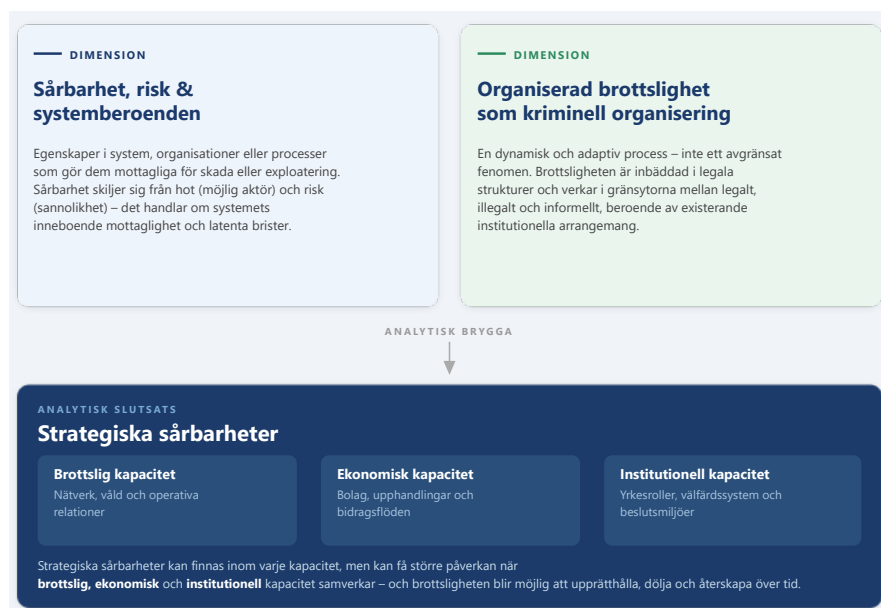 DIMENSION
Sårbarhet, risk &
systemberoenden
Egenskaper i system, organisationer eller processer
som gör dem mottagliga för skada eller exploatering.
Sårbarhet skiljer sig från hot (möjlig aktör) och risk
(sannolikhet) – det handlar om systemets
inneboende mottaglighet och latenta brister.
DIMENSION
Organiserad brottslighet
som kriminell organisering
En dynamisk och adaptiv process – inte ett avgränsat
fenomen. Brottsligheten är inbäddad i legala
strukturer och verkar i gränsytorna mellan legalt,
illegalt och informellt, beroende av existerande
institutionella arrangemang.
ANALYTISK BRYGGA
ANALYTISK SLUTSATS
Strategiska sårbarheter
Brottslig kapacitet
Nätverk, våld och operativa
relationer
Ekonomisk kapacitet
Bolag, upphandlingar och
bidragsflöden
Institutionell kapacitet
Yrkesroller, välfärdssystem och
beslutsmiljöer
Strategiska sårbarheter kan finnas inom varje kapacitet, men kan få större påverkan när
brottslig, ekonomisk och institutionell kapacitet samverkar – och brottsligheten blir möjlig att upprätthålla, dölja och återskapa över tid.